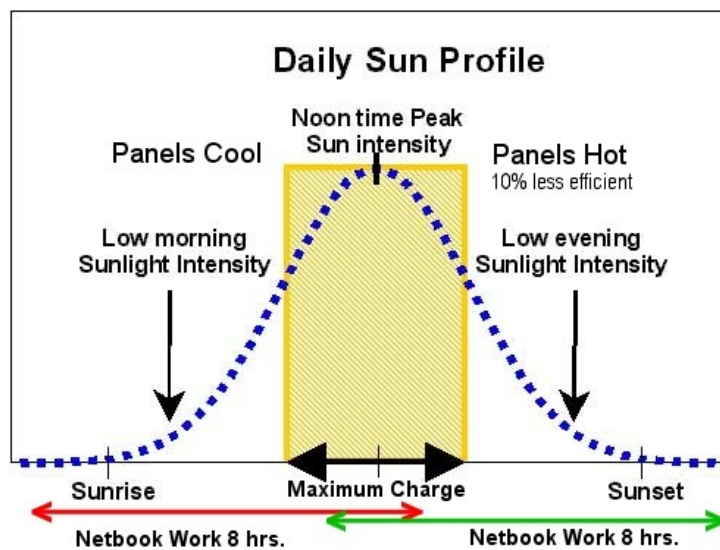 Daily Sun Profile
Noon time Peak
Sun intensity
Panels Cool
Panels Hot
10% less efficient
Low morning
Sunlight Intensity
Low evening
Sunlight Intensity
Sunrise
Maximum Charge
Sunset
Netbook Work 8 hrs.
Netbook Work 8 hrs.